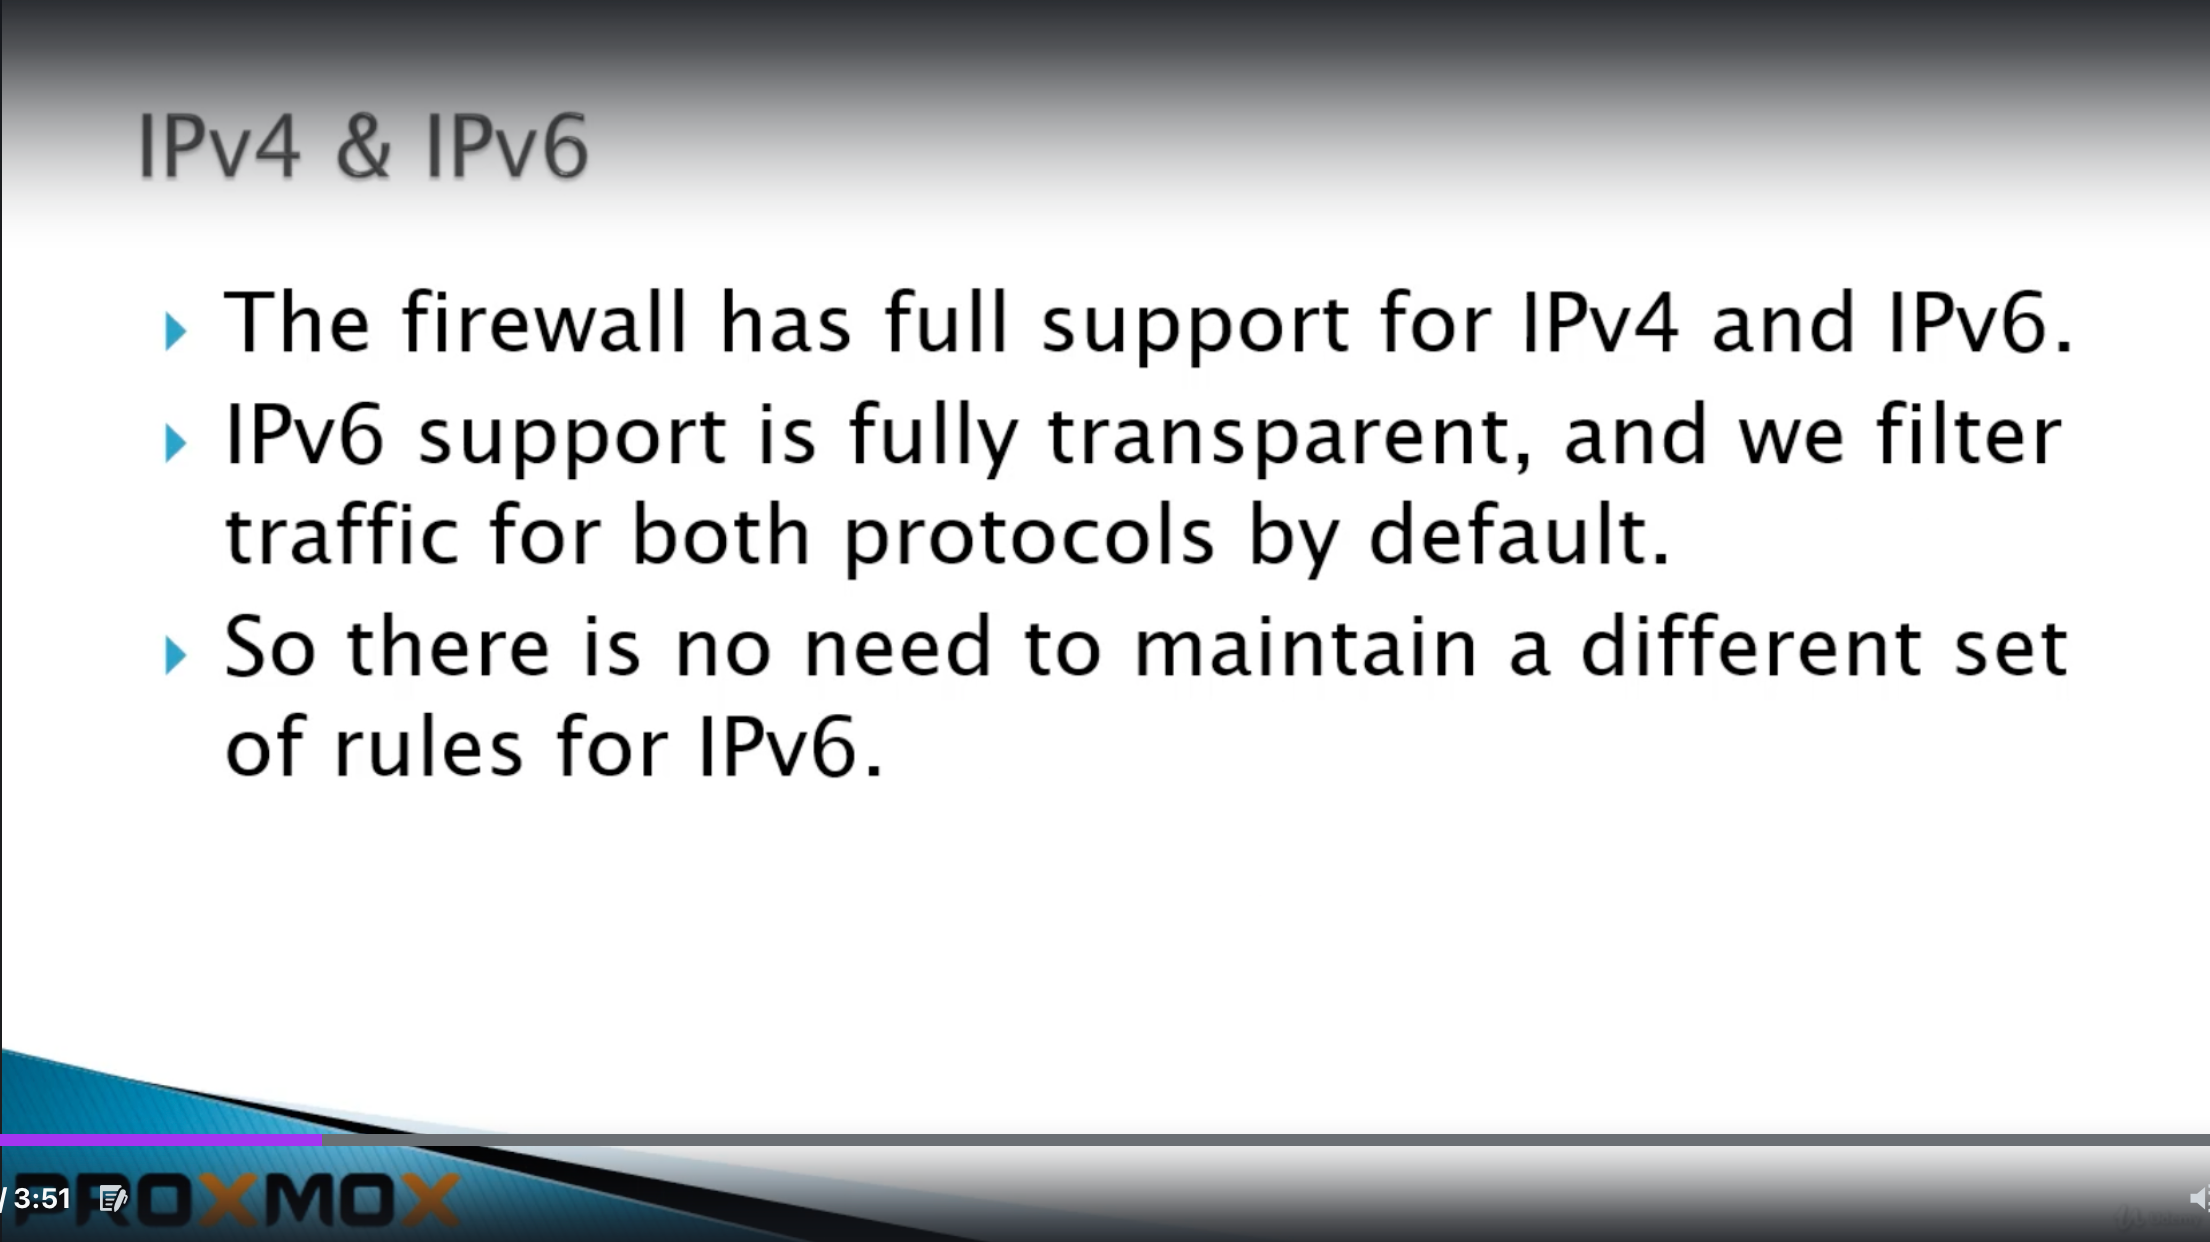 IPv4 & IPv6
The firewall has full support for IPv4 and IPv6.
IPv6 support is fully transparent, and we filter
traffic for both protocols by default.
So there is no need to maintain a different set
of rules for IPv6.
/ 3:51
PROXMOX